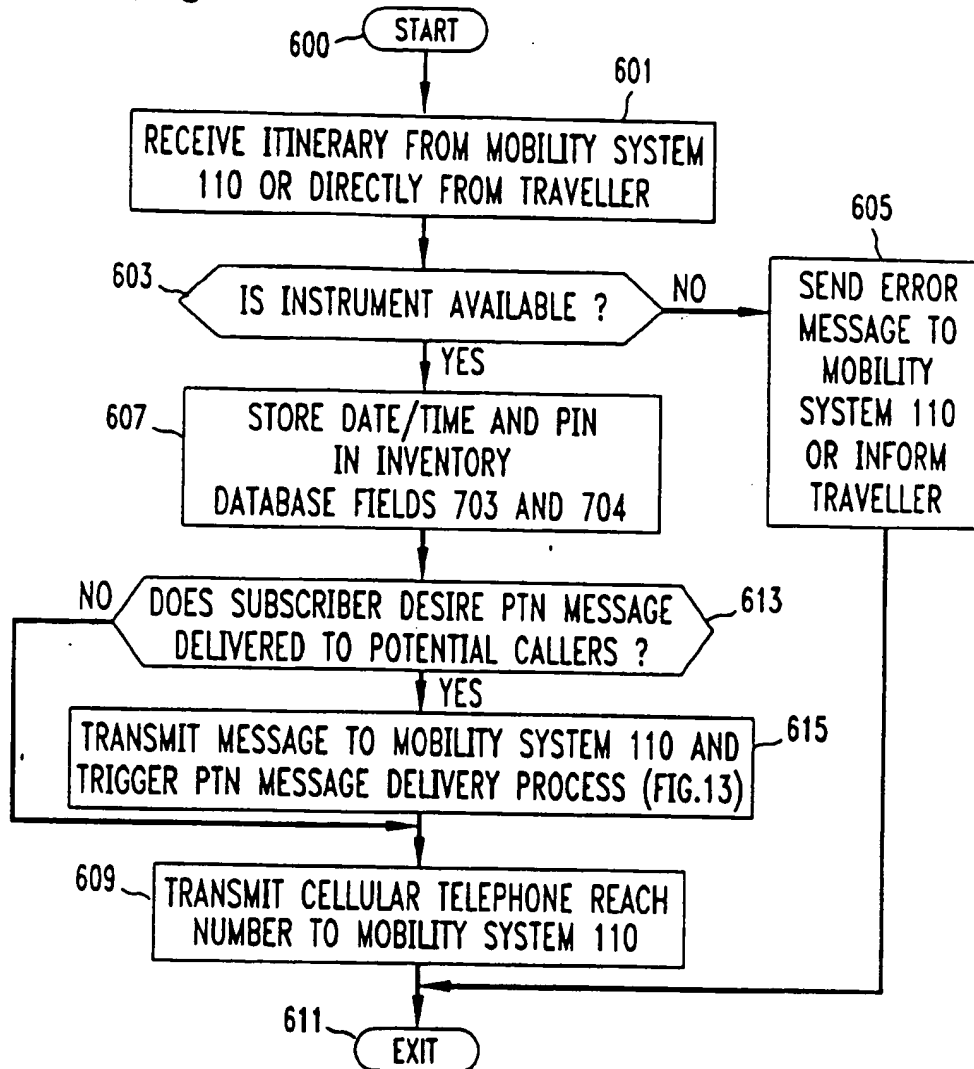 START
600
601
RECEIVE ITINERARY FROM MOBILITY SYSTEM
110 OR DIRECTLY FROM TRAVELLER
603
IS INSTRUMENT AVAILABLE ?
NO
605
SEND ERROR
MESSAGE TO
MOBILITY
SYSTEM 110
OR INFORM
TRAVELLER
YES
607
STORE DATE/TIME AND PIN
IN INVENTORY
DATABASE FIELDS 703 AND 704
NO
DOES SUBSCRIBER DESIRE PTN MESSAGE
DELIVERED TO POTENTIAL CALLERS ?
613
YES
TRANSMIT MESSAGE TO MOBILITY SYSTEM 110 AND
TRIGGER PTN MESSAGE DELIVERY PROCESS (FIG.13)
615
609
TRANSMIT CELLULAR TELEPHONE REACH
NUMBER TO MOBILITY SYSTEM 110
611
EXIT